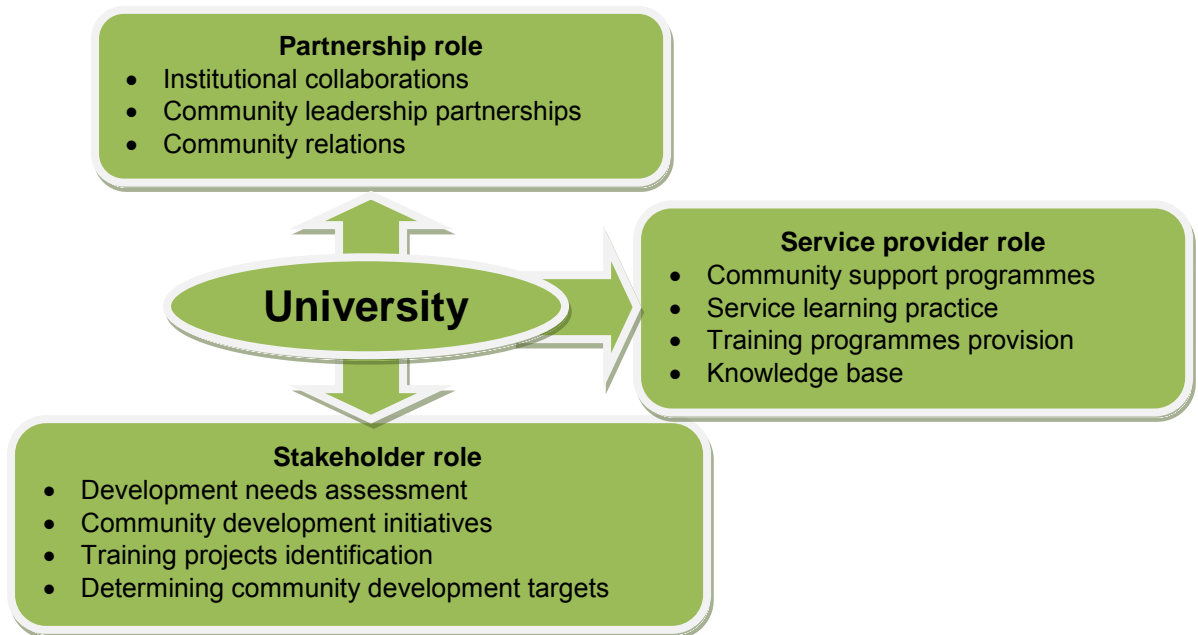 Partnership role
• Institutional collaborations
• Community leadership partnerships
• Community relations
University
Service provider role
• Community support programmes
• Service learning practice
• Training programmes provision
• Knowledge base
Stakeholder role
• Development needs assessment
• Community development initiatives
• Training projects identification
• Determining community development targets